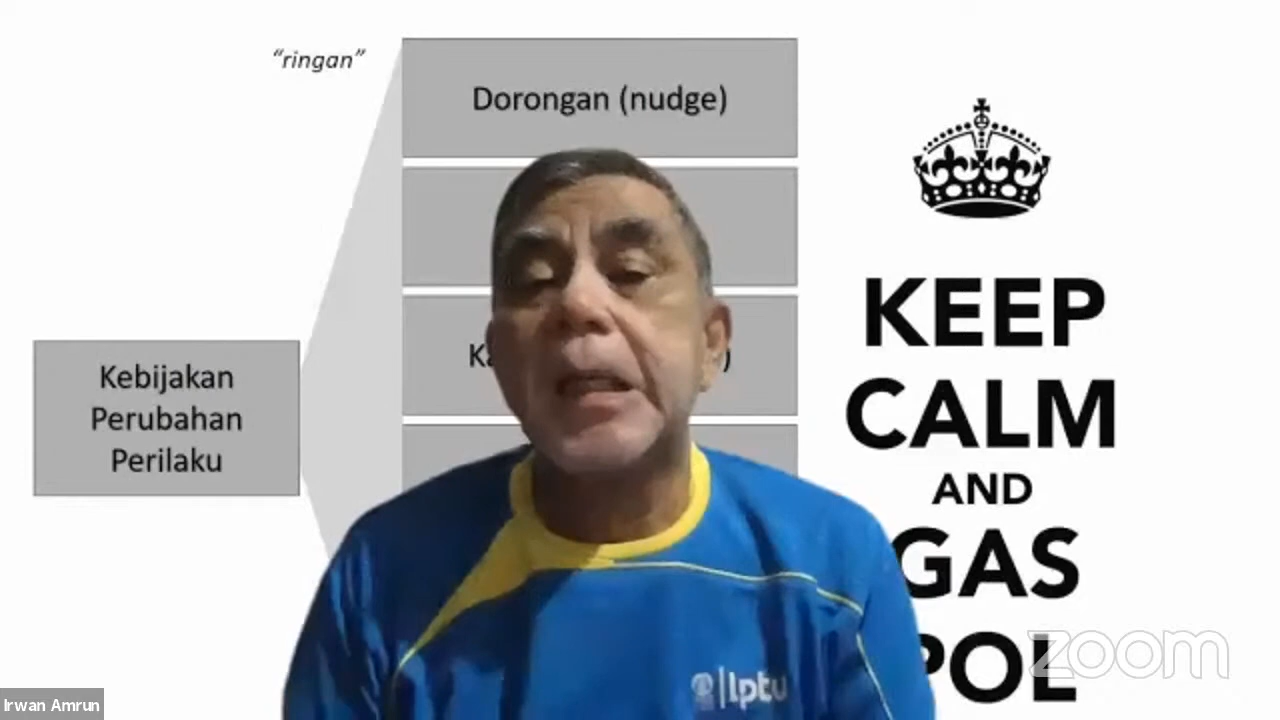 “ringan”
Dorongan (nudge)
Kebijakan
Perubahan
Perilaku
KEEP
CALM
AND
GAS
POL
lptu
zoom
Irwan Amrun